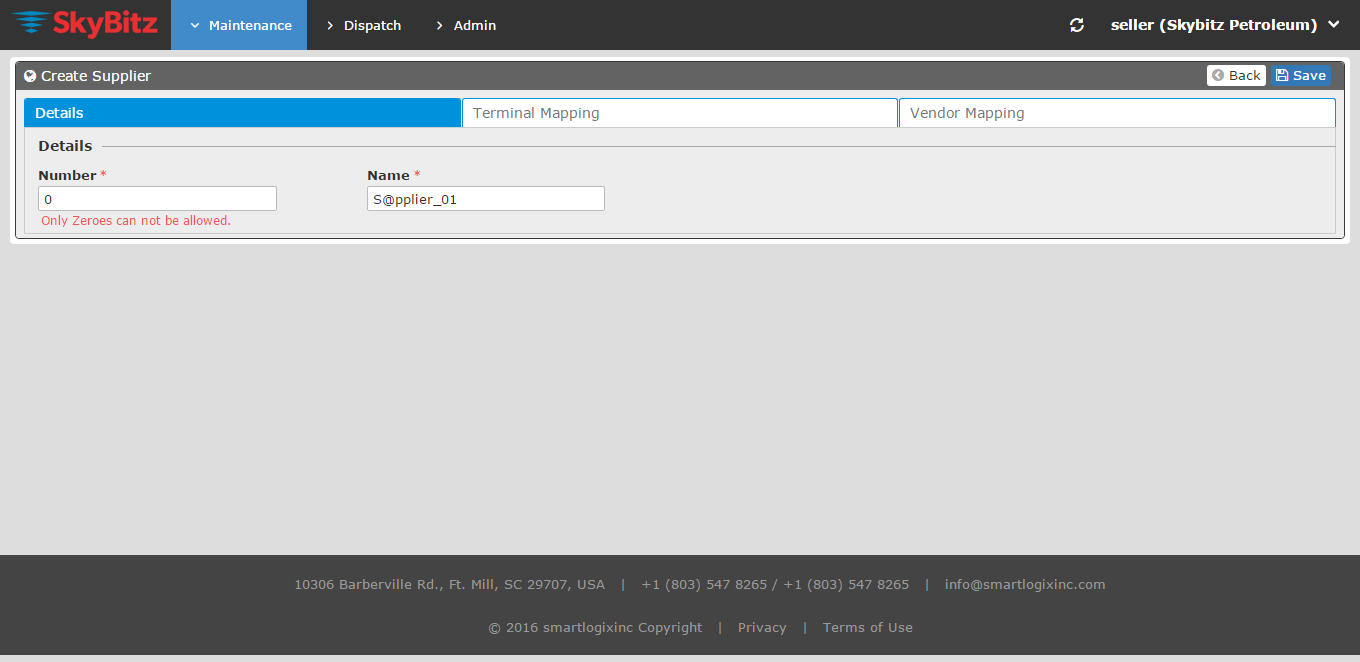 SkyBitz Maintenance Dispatch Admin seller (Skybitz Petroleum)
Create Supplier Back Save
Details Terminal Mapping Vendor Mapping
Details
Number * Name *
0 S@pplier_01
Only Zeroes can not be allowed.
10306 Barberville Rd., Ft. Mill, SC 29707, USA | +1 (803) 547 8265 / +1 (803) 547 8265 | info@smartlogixinc.com
© 2016 smartlogixinc Copyright | Privacy | Terms of Use